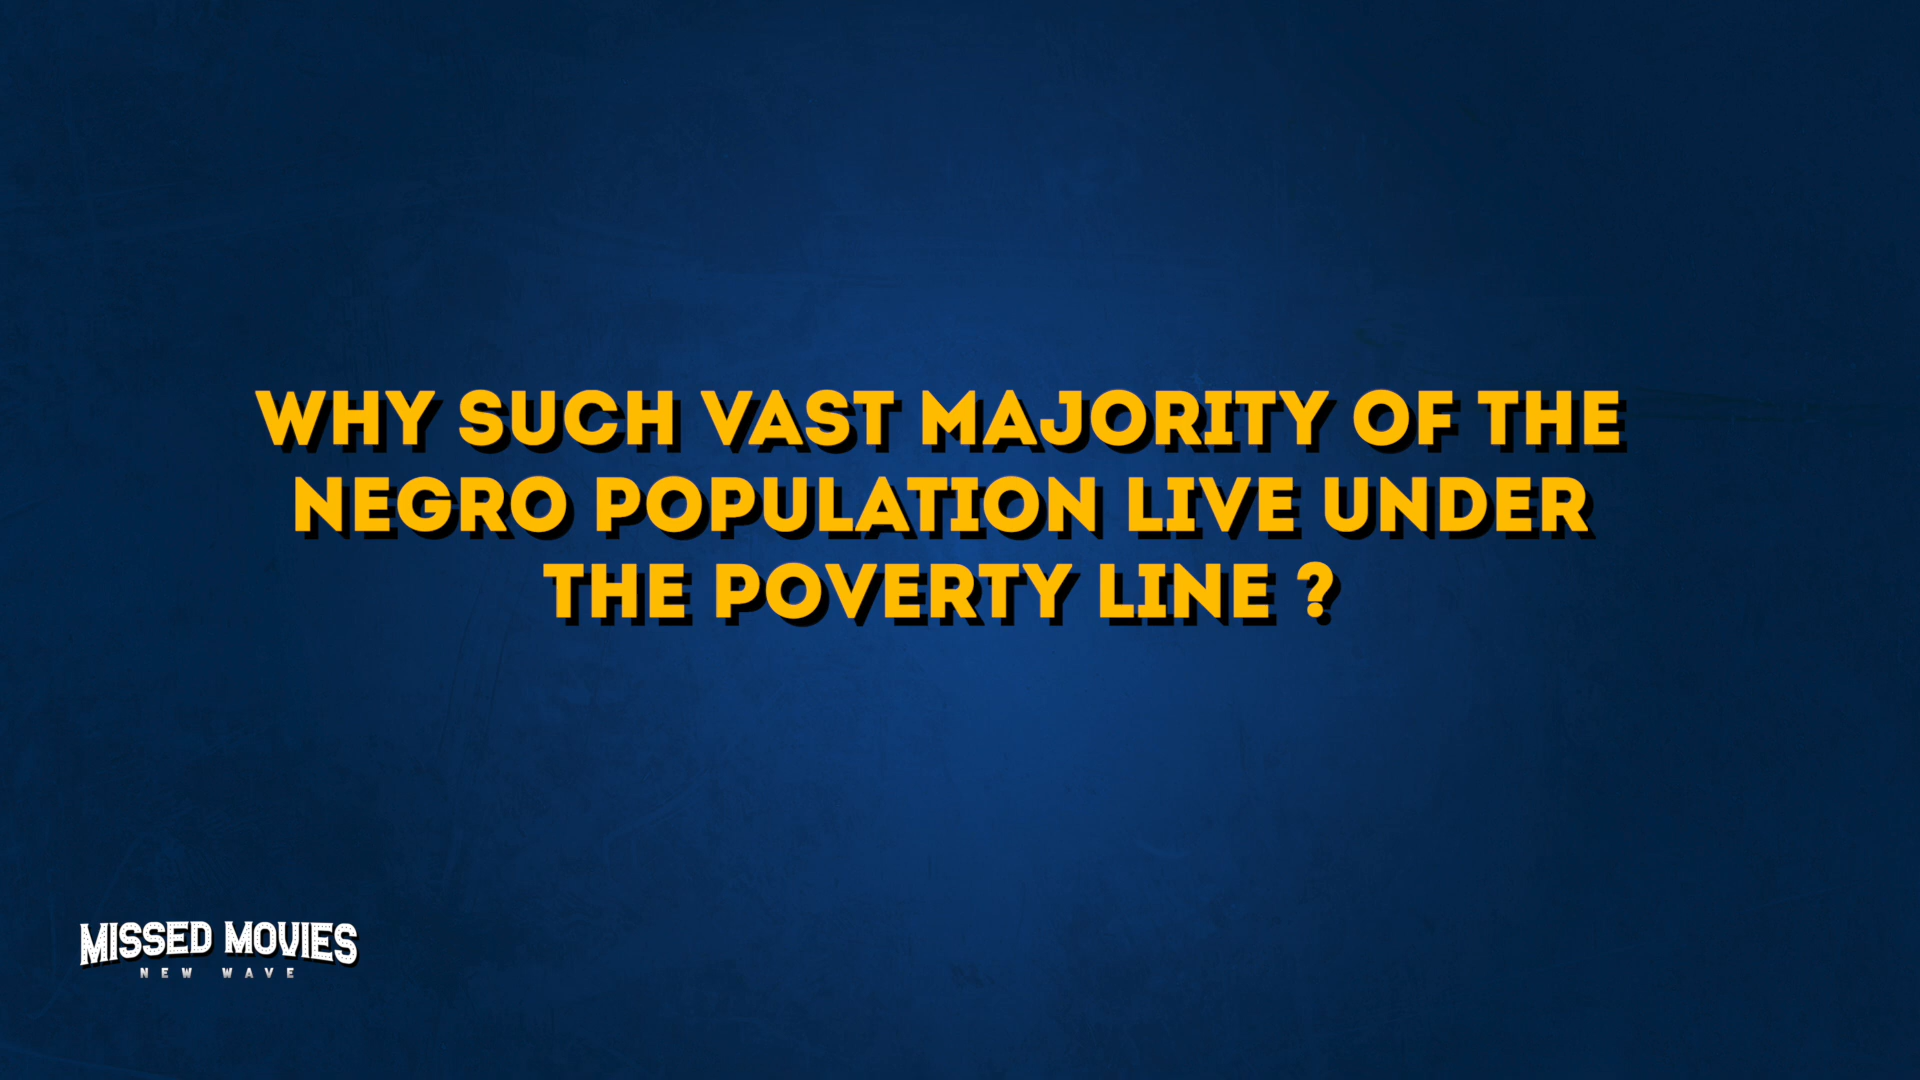 WHY SUCH VAST MAJORITY OF THE
NEGRO POPULATION LIVE UNDER
THE POVERTY LINE ?
MISSED MOVIES
NEW WAVE